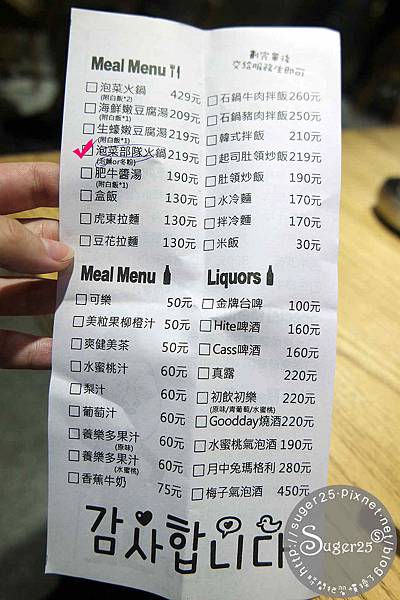 Meal Menu
泡菜火鍋 429元
(附白飯*2)
海鮮嫩豆腐湯 209元
(附白飯*1)
生蠔嫩豆腐湯 219元
(附白飯*1)
泡菜部隊火鍋 219元
(泡麵or冬粉)
肥牛醬湯 190元
(附白飯*1)
盒飯 130元
虎東拉麵 130元
豆花拉麵 130元
劃完單後
交給服務生即可
石鍋牛肉拌飯 260元
石鍋豬肉拌飯 250元
韓式拌飯 210元
起司肚領炒飯 219元
肚領炒飯 190元
水冷麵 170元
拌冷麵 170元
米飯 30元
Meal Menu
可樂 50元
美粒果柳橙汁 50元
爽健美茶 50元
水蜜桃汁 60元
梨汁 60元
葡萄汁 60元
養樂多果汁 60元
(原味)
養樂多果汁 60元
(水蜜桃)
香蕉牛奶 75元
Liquors
金牌台啤 100元
Hite啤酒 160元
Cass啤酒 160元
真露 220元
初飲初樂 220元
(原味/青葡萄/水蜜桃)
Goodday燒酒 220元
水蜜桃氣泡酒 190元
月中兔瑪格利 280元
梅子氣泡酒 450元
감사합니다
Suger25
http://suger25.pixnet.net/blog